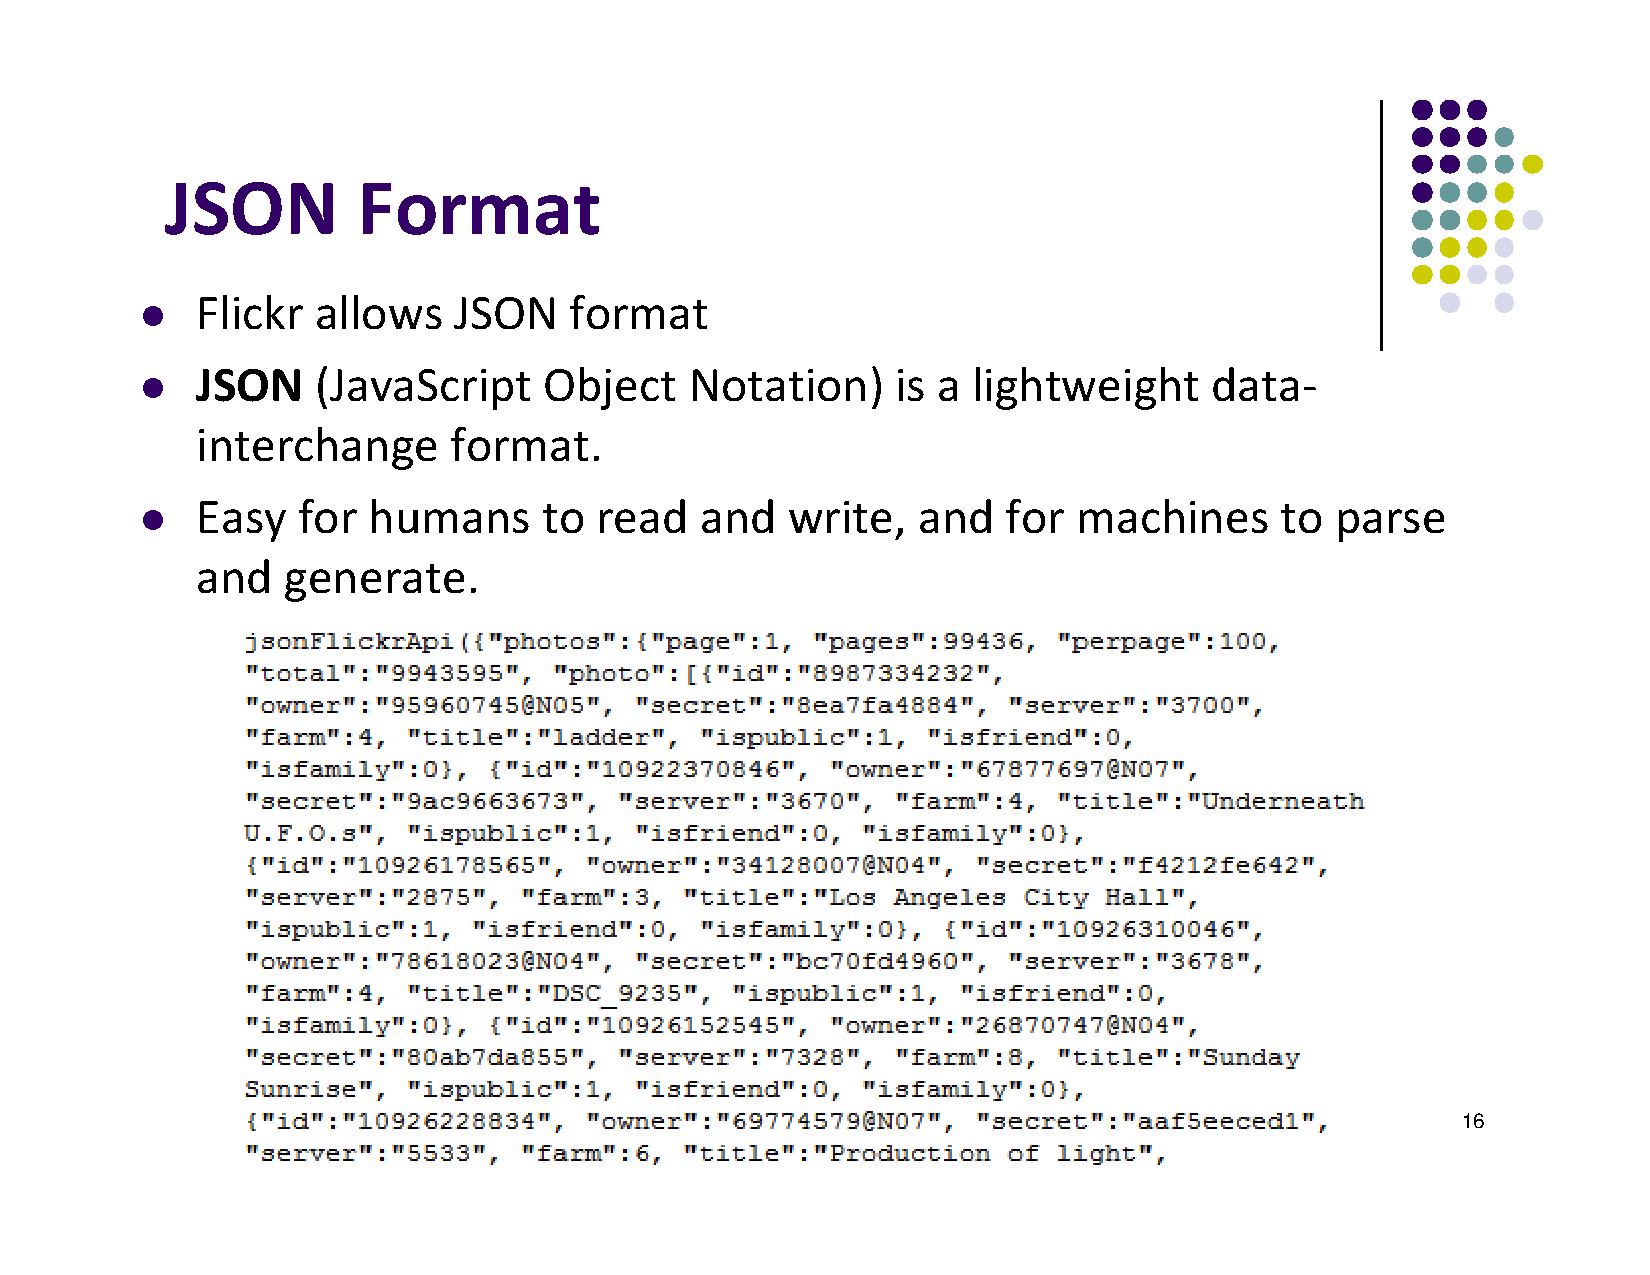 JSON Format
Flickr allows JSON format
JSON (JavaScript Object Notation) is a lightweight data-
interchange format.
Easy for humans to read and write, and for machines to parse
and generate.
jsonFlickrApi({"photos":{"page":1, "pages":99436, "perpage":100,
"total":"9943595", "photo":[{"id":"8987334232",
"owner":"95960745@N05", "secret":"8ea7fa4884", "server":"3700",
"farm":4, "title":"ladder", "ispublic":1, "isfriend":0,
"isfamily":0}, {"id":"10922370846", "owner":"67877697@N07",
"secret":"9ac9663673", "server":"3670", "farm":4, "title":"Underneath
U.F.O.s", "ispublic":1, "isfriend":0, "isfamily":0},
{"id":"10926178565", "owner":"34128007@N04", "secret":"f4212fe642",
"server":"2875", "farm":3, "title":"Los Angeles City Hall",
"ispublic":1, "isfriend":0, "isfamily":0}, {"id":"10926310046",
"owner":"78618023@N04", "secret":"bc70fd4960", "server":"3678",
"farm":4, "title":"DSC_9235", "ispublic":1, "isfriend":0,
"isfamily":0}, {"id":"10926152545", "owner":"26870747@N04",
"secret":"80ab7da855", "server":"7328", "farm":8, "title":"Sunday
Sunrise", "ispublic":1, "isfriend":0, "isfamily":0},
{"id":"10926228834", "owner":"69774579@N07", "secret":"aaf5eeced1",
"server":"5533", "farm":6, "title":"Production of light",
16